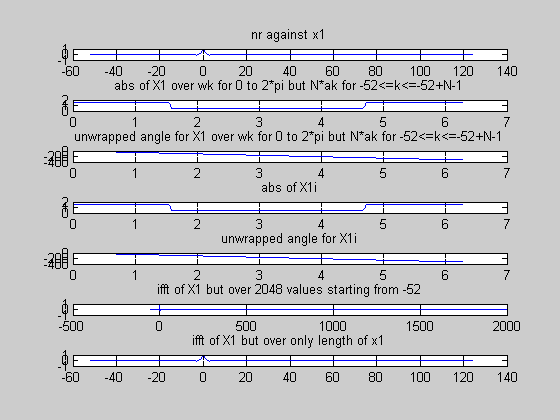 nr against x1
1
0
-1
-60 -40 -20 0 20 40 60 80 100 120 140
abs of X1 over wk for 0 to 2*pi but N*ak for -52<=k<=-52+N-1
2
1
0
0 1 2 3 4 5 6 7
unwrapped angle for X1 over wk for 0 to 2*pi but N*ak for -52<=k<=-52+N-1
0
-200
-400
0 1 2 3 4 5 6 7
abs of X1i
2
1
0
0 1 2 3 4 5 6 7
unwrapped angle for X1i
0
-200
-400
0 1 2 3 4 5 6 7
ifft of X1 but over 2048 values starting from -52
1
0
-1
-500 0 500 1000 1500 2000
ifft of X1 but over only length of x1
1
0
-1
-60 -40 -20 0 20 40 60 80 100 120 140